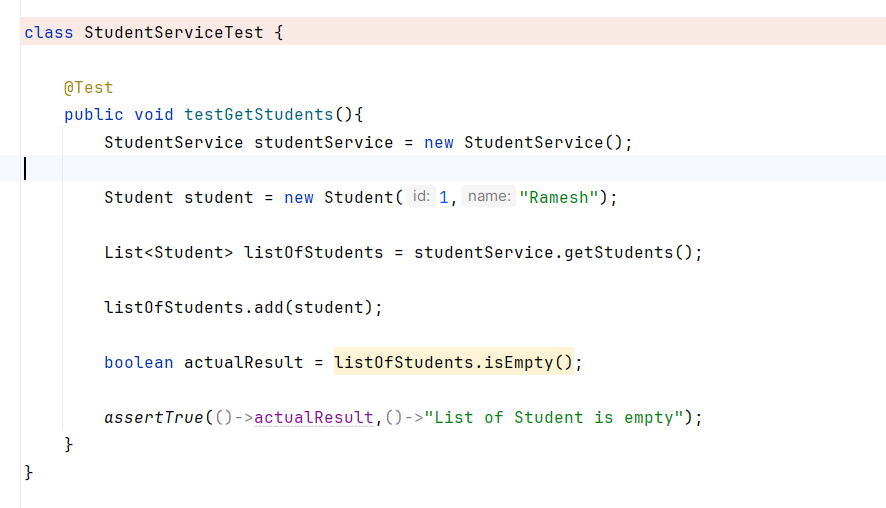 class StudentServiceTest {
@Test
public void testGetStudents(){
StudentService studentService = new StudentService();
Student student = new Student( id: 1, name: "Ramesh");
List<Student> listOfStudents = studentService.getStudents();
listOfStudents.add(student);
boolean actualResult = listOfStudents.isEmpty();
assertTrue(()->actualResult,()->"List of Student is empty");
}
}